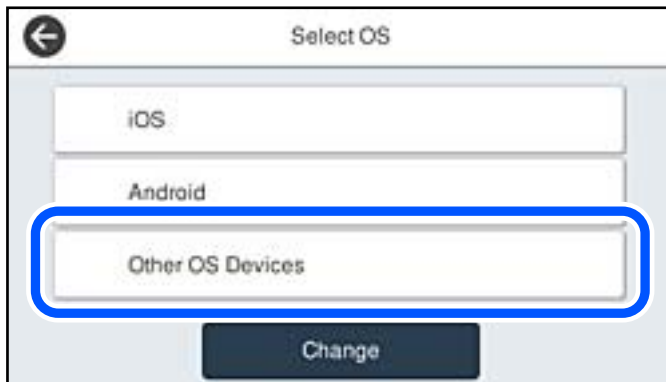 Select OS
iOS
Android
Other OS Devices
Change